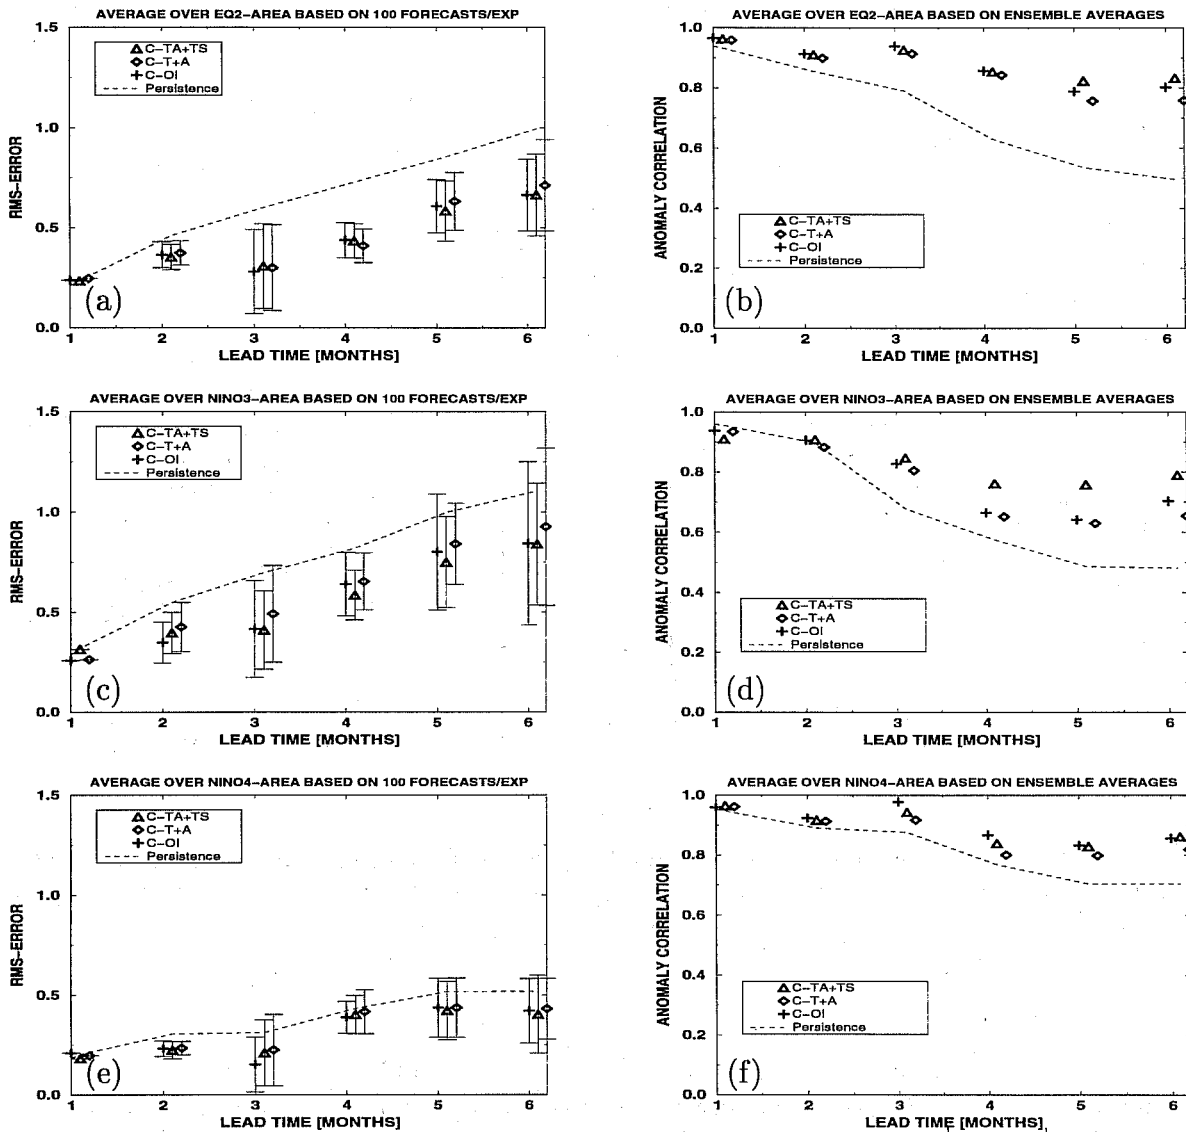 AVERAGE OVER EQ2-AREA BASED ON 100 FORECASTS/EXP
C-TA+TS
C-T+A
C-OI
Persistence
RMS-ERROR
1.5
1.0
0.5
0.0
(a)
1 2 3 4 5 6
LEAD TIME [MONTHS]
AVERAGE OVER EQ2-AREA BASED ON ENSEMBLE AVERAGES
ANOMALY CORRELATION
1.0
0.8
0.6
0.4
0.2
0.0
C-TA+TS
C-T+A
C-OI
Persistence
(b)
1 2 3 4 5 6
LEAD TIME [MONTHS]
AVERAGE OVER NINO3-AREA BASED ON 100 FORECASTS/EXP
C-TA+TS
C-T+A
C-OI
Persistence
RMS-ERROR
1.5
1.0
0.5
0.0
(c)
1 2 3 4 5 6
LEAD TIME [MONTHS]
AVERAGE OVER NINO3-AREA BASED ON ENSEMBLE AVERAGES
ANOMALY CORRELATION
1.0
0.8
0.6
0.4
0.2
0.0
C-TA+TS
C-T+A
C-OI
Persistence
(d)
1 2 3 4 5 6
LEAD TIME [MONTHS]
AVERAGE OVER NINO4-AREA BASED ON 100 FORECASTS/EXP
C-TA+TS
C-T+A
C-OI
Persistence
RMS-ERROR
1.5
1.0
0.5
0.0
(e)
1 2 3 4 5 6
LEAD TIME [MONTHS]
AVERAGE OVER NINO4-AREA BASED ON ENSEMBLE AVERAGES
ANOMALY CORRELATION
1.0
0.8
0.6
0.4
0.2
0.0
C-TA+TS
C-T+A
C-OI
Persistence
(f)
1 2 3 4 5 6
LEAD TIME [MONTHS]